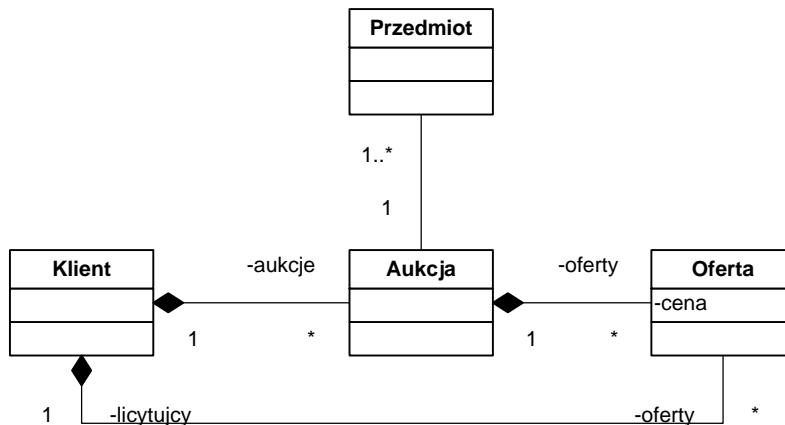 Przedmiot
1..*
1
Klient
-aukcje
Aukcja
-oferty
Oferta
-cena
1
*
1
*
1
-licytujcy
-oferty
*